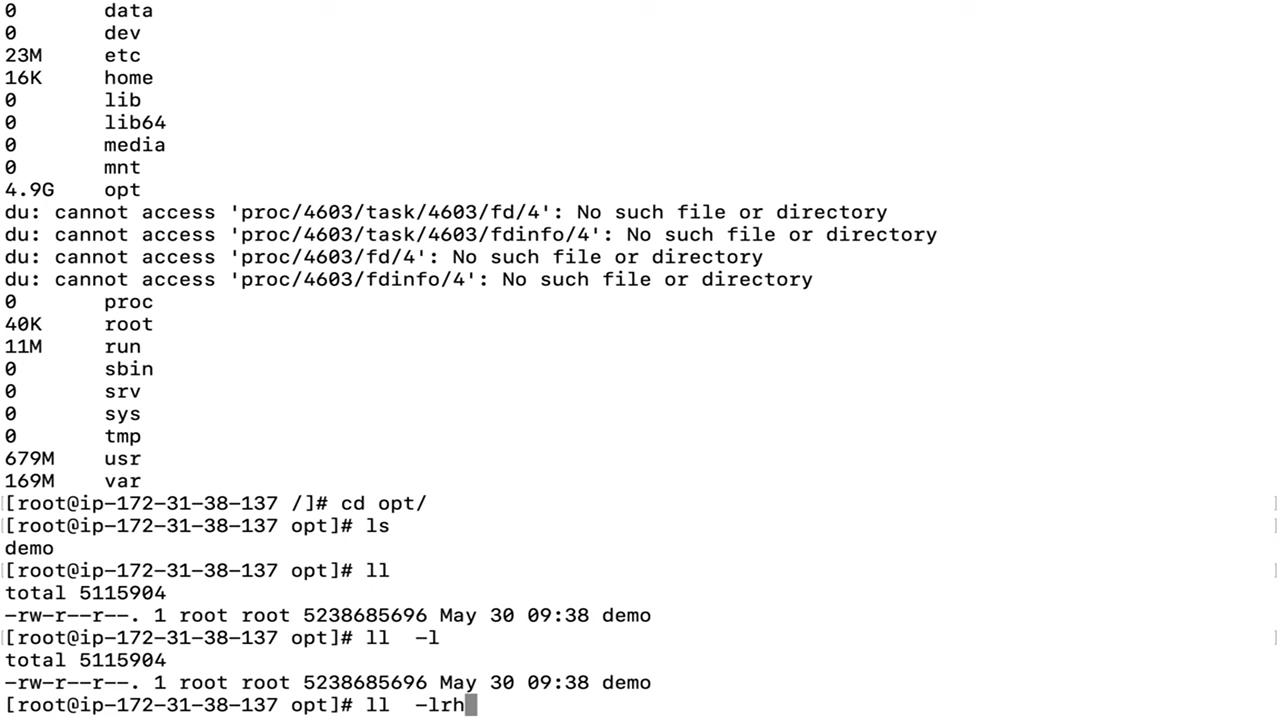 0 data
0 dev
23M etc
16K home
0 lib
0 lib64
0 media
0 mnt
4.9G opt
du: cannot access 'proc/4603/task/4603/fd/4': No such file or directory
du: cannot access 'proc/4603/task/4603/fdinfo/4': No such file or directory
du: cannot access 'proc/4603/fd/4': No such file or directory
du: cannot access 'proc/4603/fdinfo/4': No such file or directory
0 proc
40K root
11M run
0 sbin
0 srv
0 sys
0 tmp
679M usr
169M var
[root@ip-172-31-38-137 /]# cd opt/
[root@ip-172-31-38-137 opt]# ls
demo
[root@ip-172-31-38-137 opt]# ll
total 5115904
-rw-r--r--. 1 root root 5238685696 May 30 09:38 demo
[root@ip-172-31-38-137 opt]# ll  -l
total 5115904
-rw-r--r--. 1 root root 5238685696 May 30 09:38 demo
[root@ip-172-31-38-137 opt]# ll  -lrh